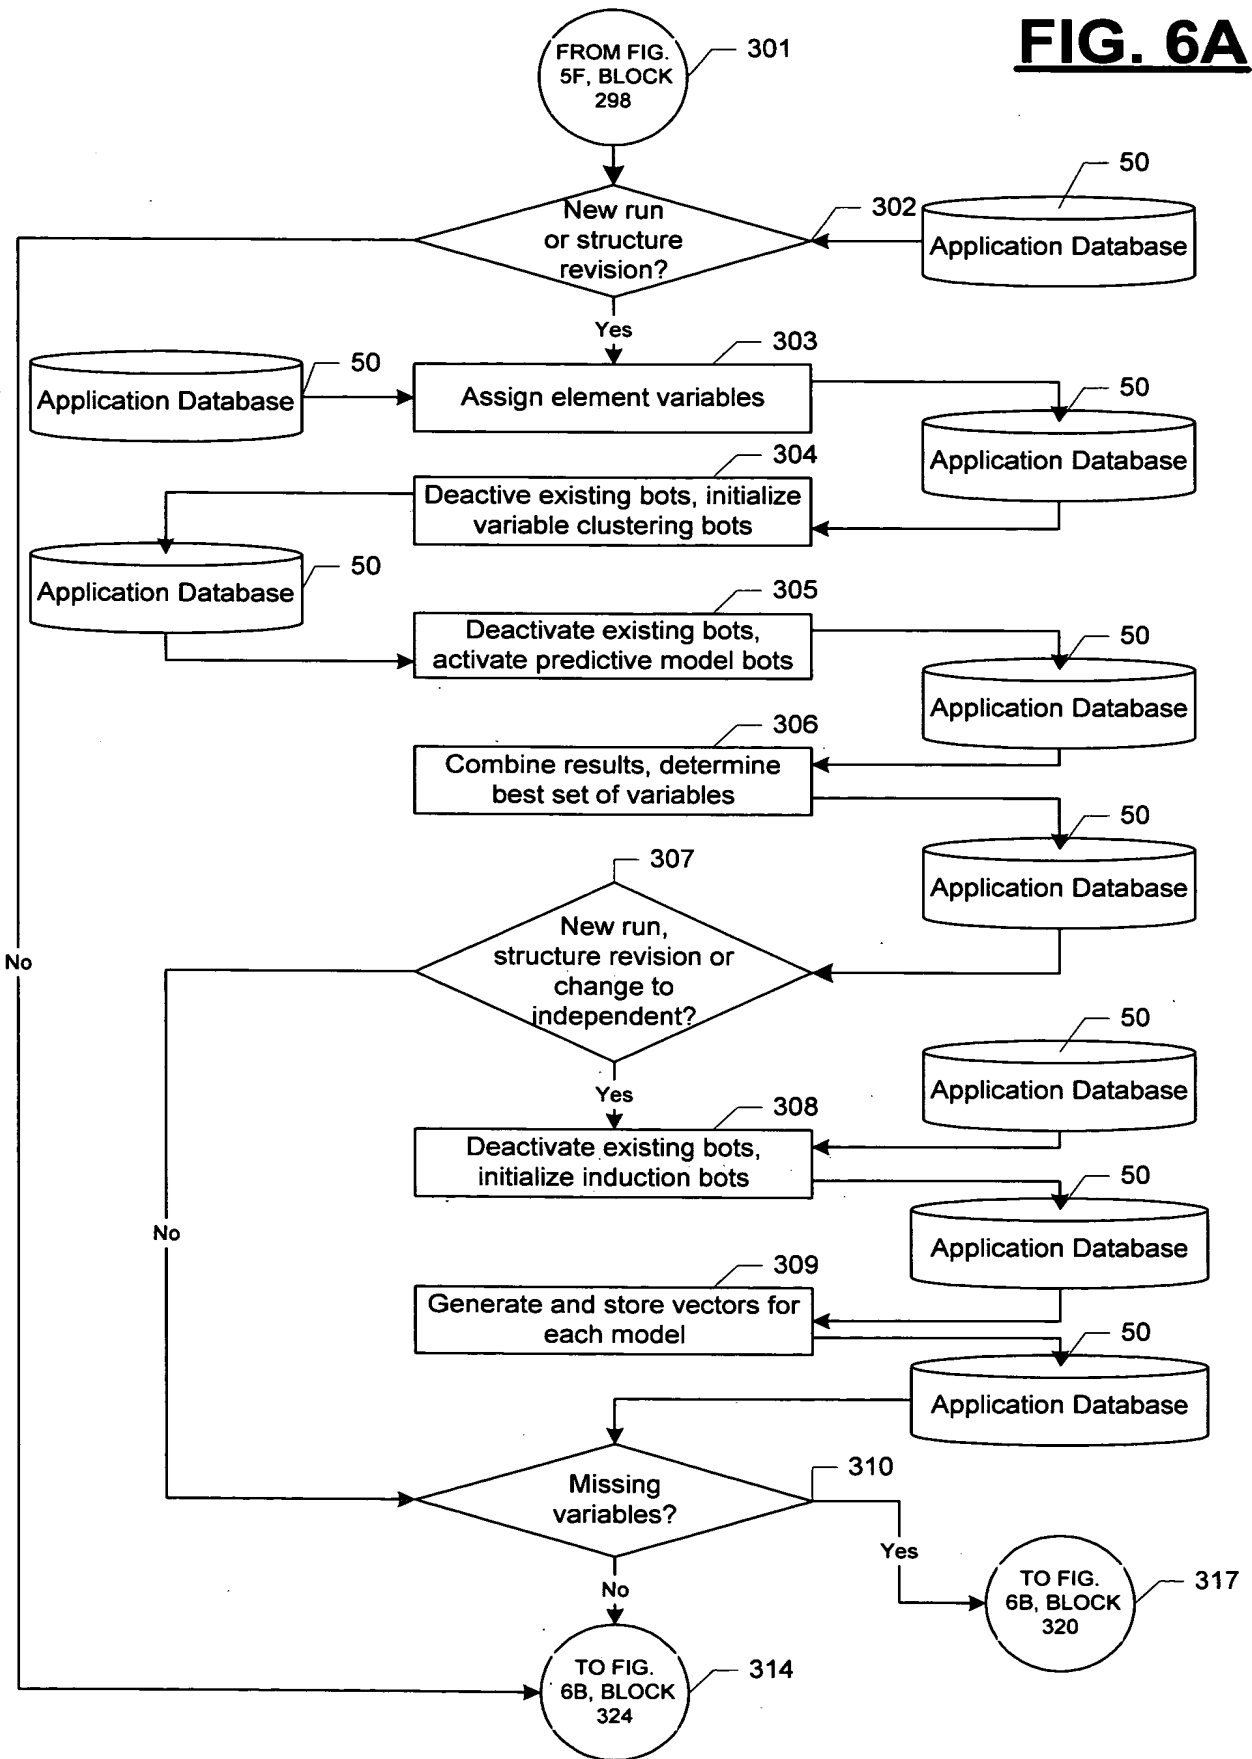 FIG. 6A
FROM FIG.
5F, BLOCK
298
301
New run
or structure
revision?
302
50
Application Database
Yes
No
50
Application Database
303
Assign element variables
50
Application Database
304
Deactive existing bots, initialize
variable clustering bots
50
Application Database
305
Deactivate existing bots,
activate predictive model bots
50
Application Database
306
Combine results, determine
best set of variables
50
Application Database
307
New run,
structure revision or
change to
independent?
Yes
No
50
Application Database
308
Deactivate existing bots,
initialize induction bots
50
Application Database
309
Generate and store vectors for
each model
50
Application Database
310
Missing
variables?
Yes
No
TO FIG.
6B, BLOCK
320
317
TO FIG.
6B, BLOCK
324
314